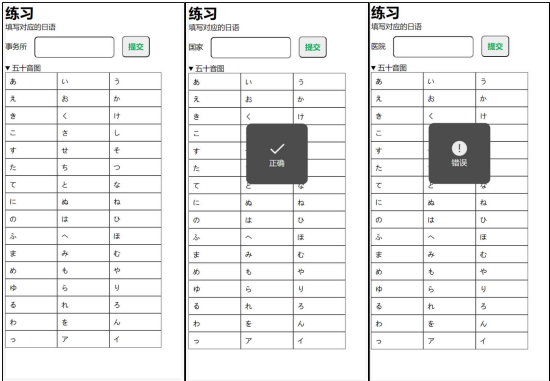 练习
填写对应的日语
事务所 提交
▼五十音图
あ い う
え お か
き く け
こ さ し
す せ そ
た ち つ
て と な
に ぬ ね
の は ひ
ふ へ ほ
ま み む
め も や
ゆ ら り
る れ ろ
わ を ん
っ ア イ
练习
填写对应的日语
国家 提交
▼五十音图
あ い う
え お か
き く け
こ
す
た
て と な
に ぬ ね
の は ひ
ふ へ ほ
ま み む
め も や
ゆ ら り
る れ ろ
わ を ん
っ ア イ
正确
练习
填写对应的日语
医院 提交
▼五十音图
あ い う
え お か
き く け
こ
す
た
て と な
に ぬ ね
の は ひ
ふ へ ほ
ま み む
め も や
ゆ ら り
る れ ろ
わ を ん
っ ア イ
错误